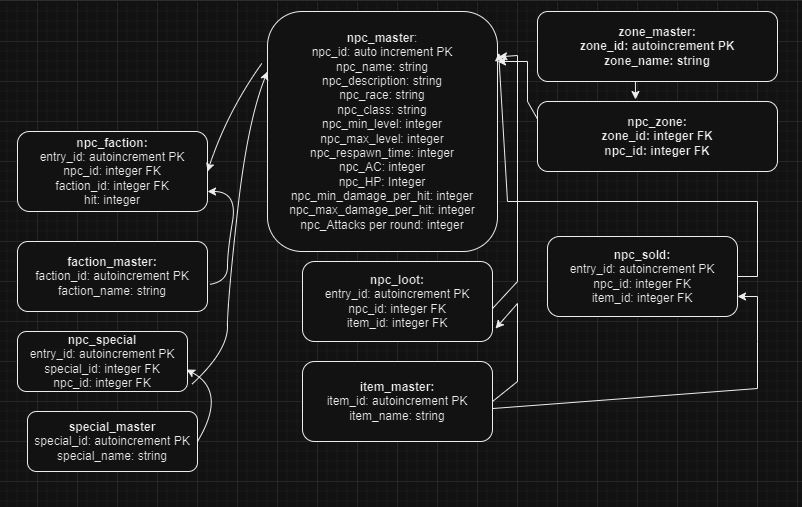 npc_master:
npc_id: auto increment PK
npc_name: string
npc_description: string
npc_race: string
npc_class: string
npc_min_level: integer
npc_max_level: integer
npc_respawn_time: integer
npc_AC: integer
npc_HP: Integer
npc_min_damage_per_hit: integer
npc_max_damage_per_hit: integer
npc_Attacks per round: integer
zone_master:
zone_id: autoincrement PK
zone_name: string
npc_zone:
zone_id: integer FK
npc_id: integer FK
npc_faction:
entry_id: autoincrement PK
npc_id: integer FK
faction_id: integer FK
hit: integer
faction_master:
faction_id: autoincrement PK
faction_name: string
npc_loot:
entry_id: autoincrement PK
npc_id: integer FK
item_id: integer FK
npc_sold:
entry_id: autoincrement PK
npc_id: integer FK
item_id: integer FK
npc_special
entry_id: autoincrement PK
special_id: integer FK
npc_id: integer FK
item_master:
item_id: autoincrement PK
item_name: string
special_master
special_id: autoincrement PK
special_name: string